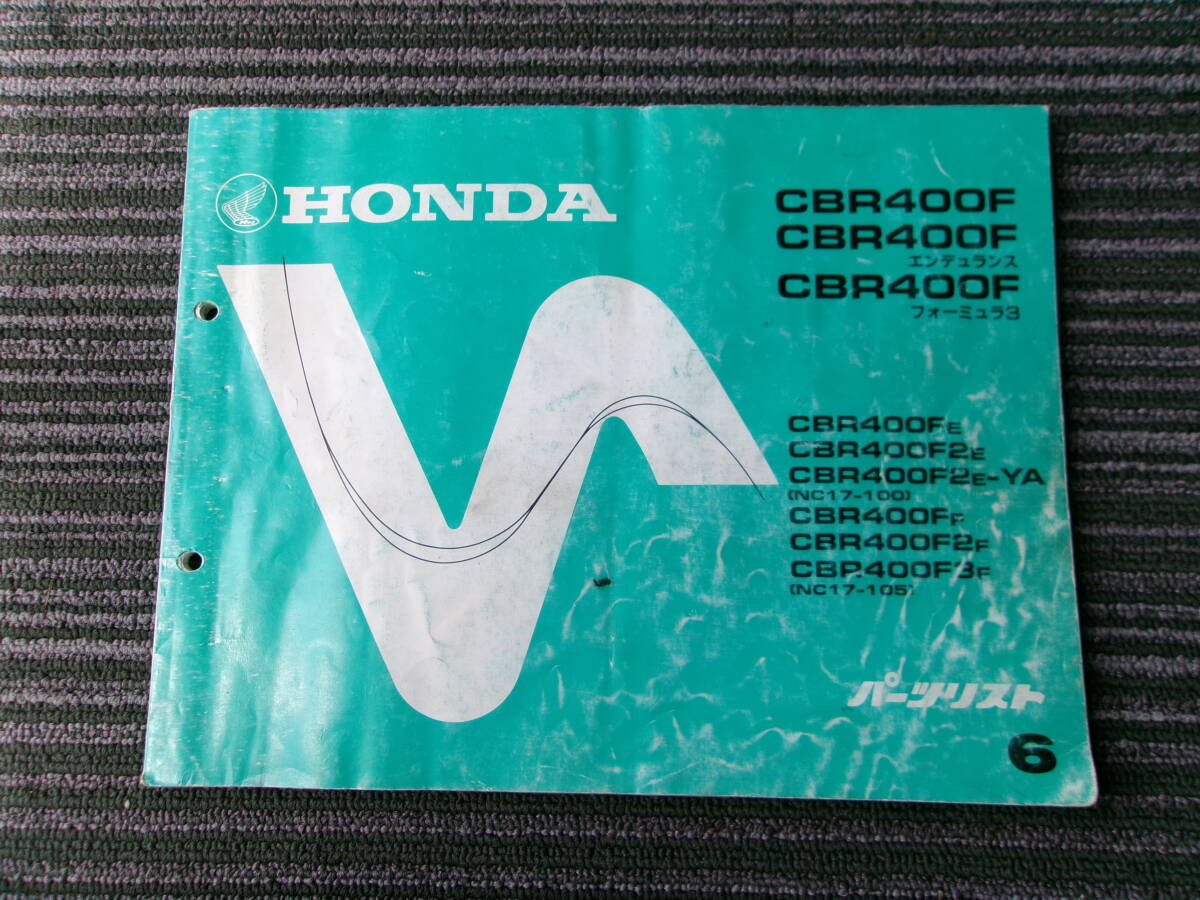 HONDA
CBR400F
CBR400F
エンデュランス
CBR400F
フォーミュラ3
CBR400FE
CBR400F2E
CBR400F2E-YA
(NC17-100)
CBR400FF
CBR400F2F
CBR400F3F
(NC17-105)
パーツリスト
6